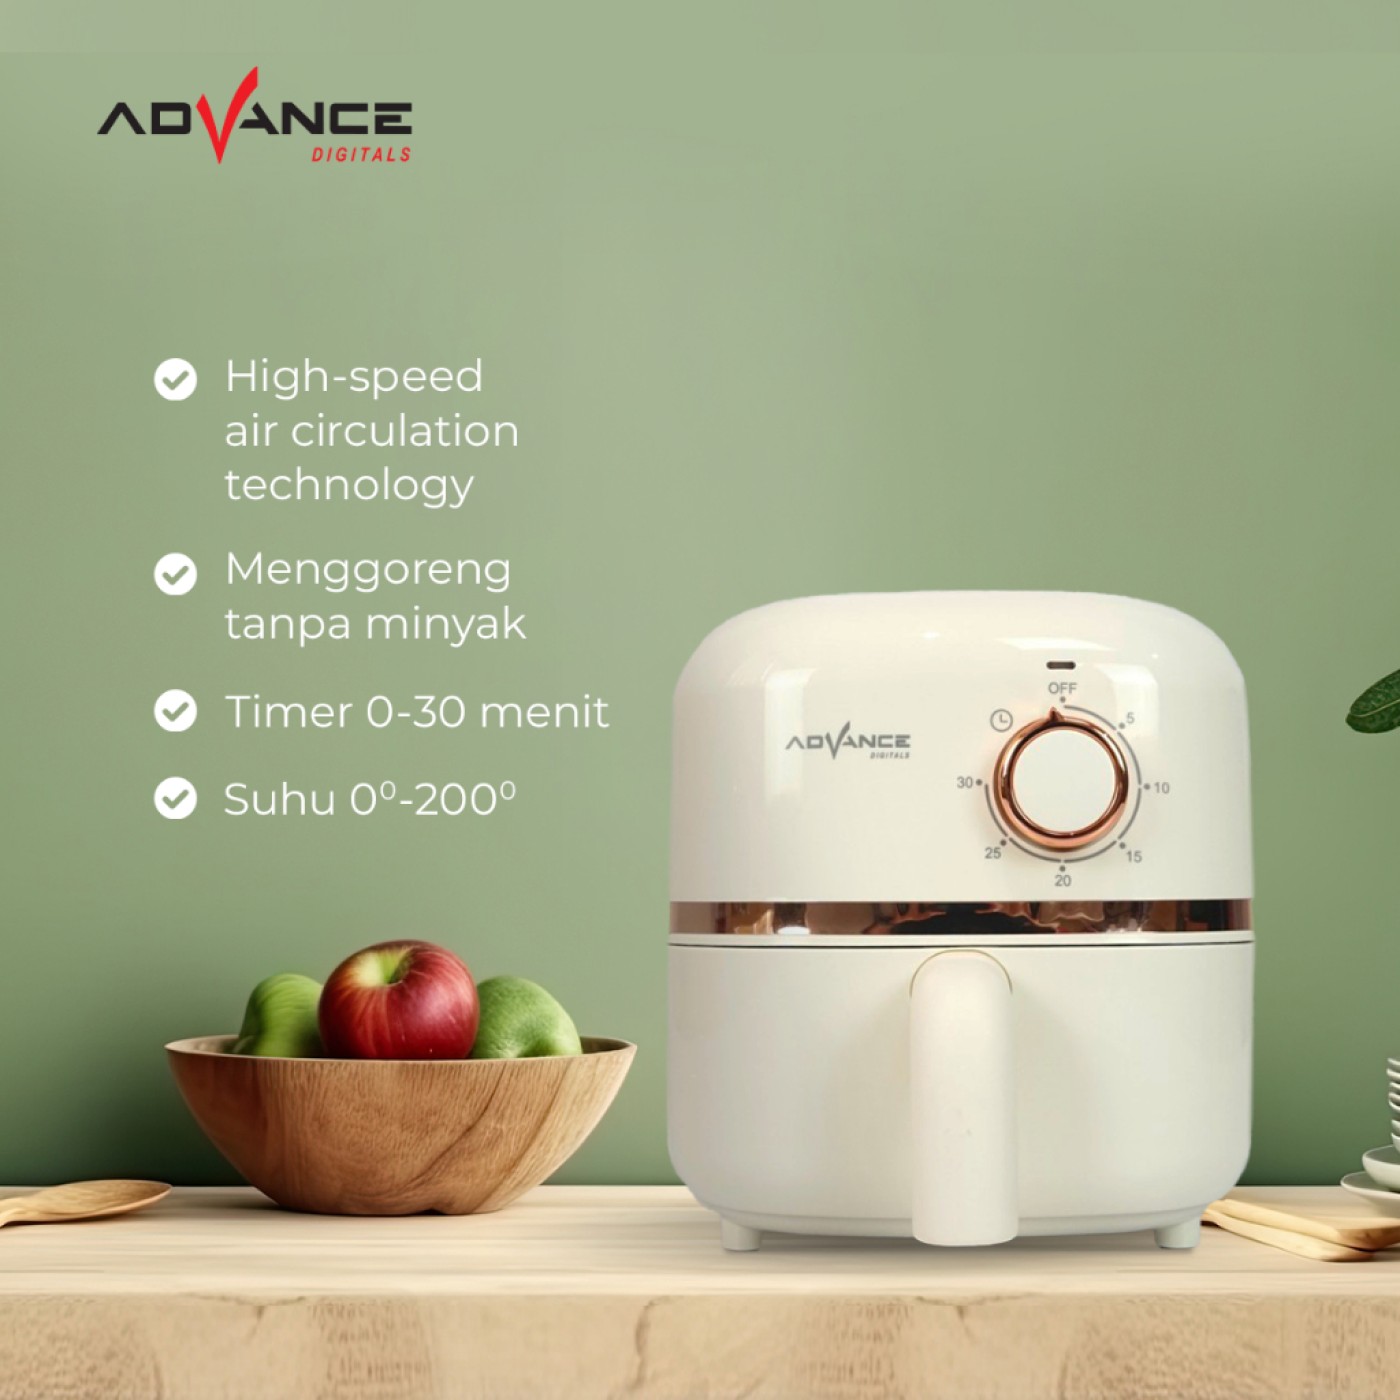 ADVANCE
DIGITALS
High-speed
air circulation
technology
Menggoreng
tanpa minyak
Timer 0-30 menit
Suhu 0⁰-200⁰
ADVANCE
DIGITALS
OFF
5
10
15
20
25
30